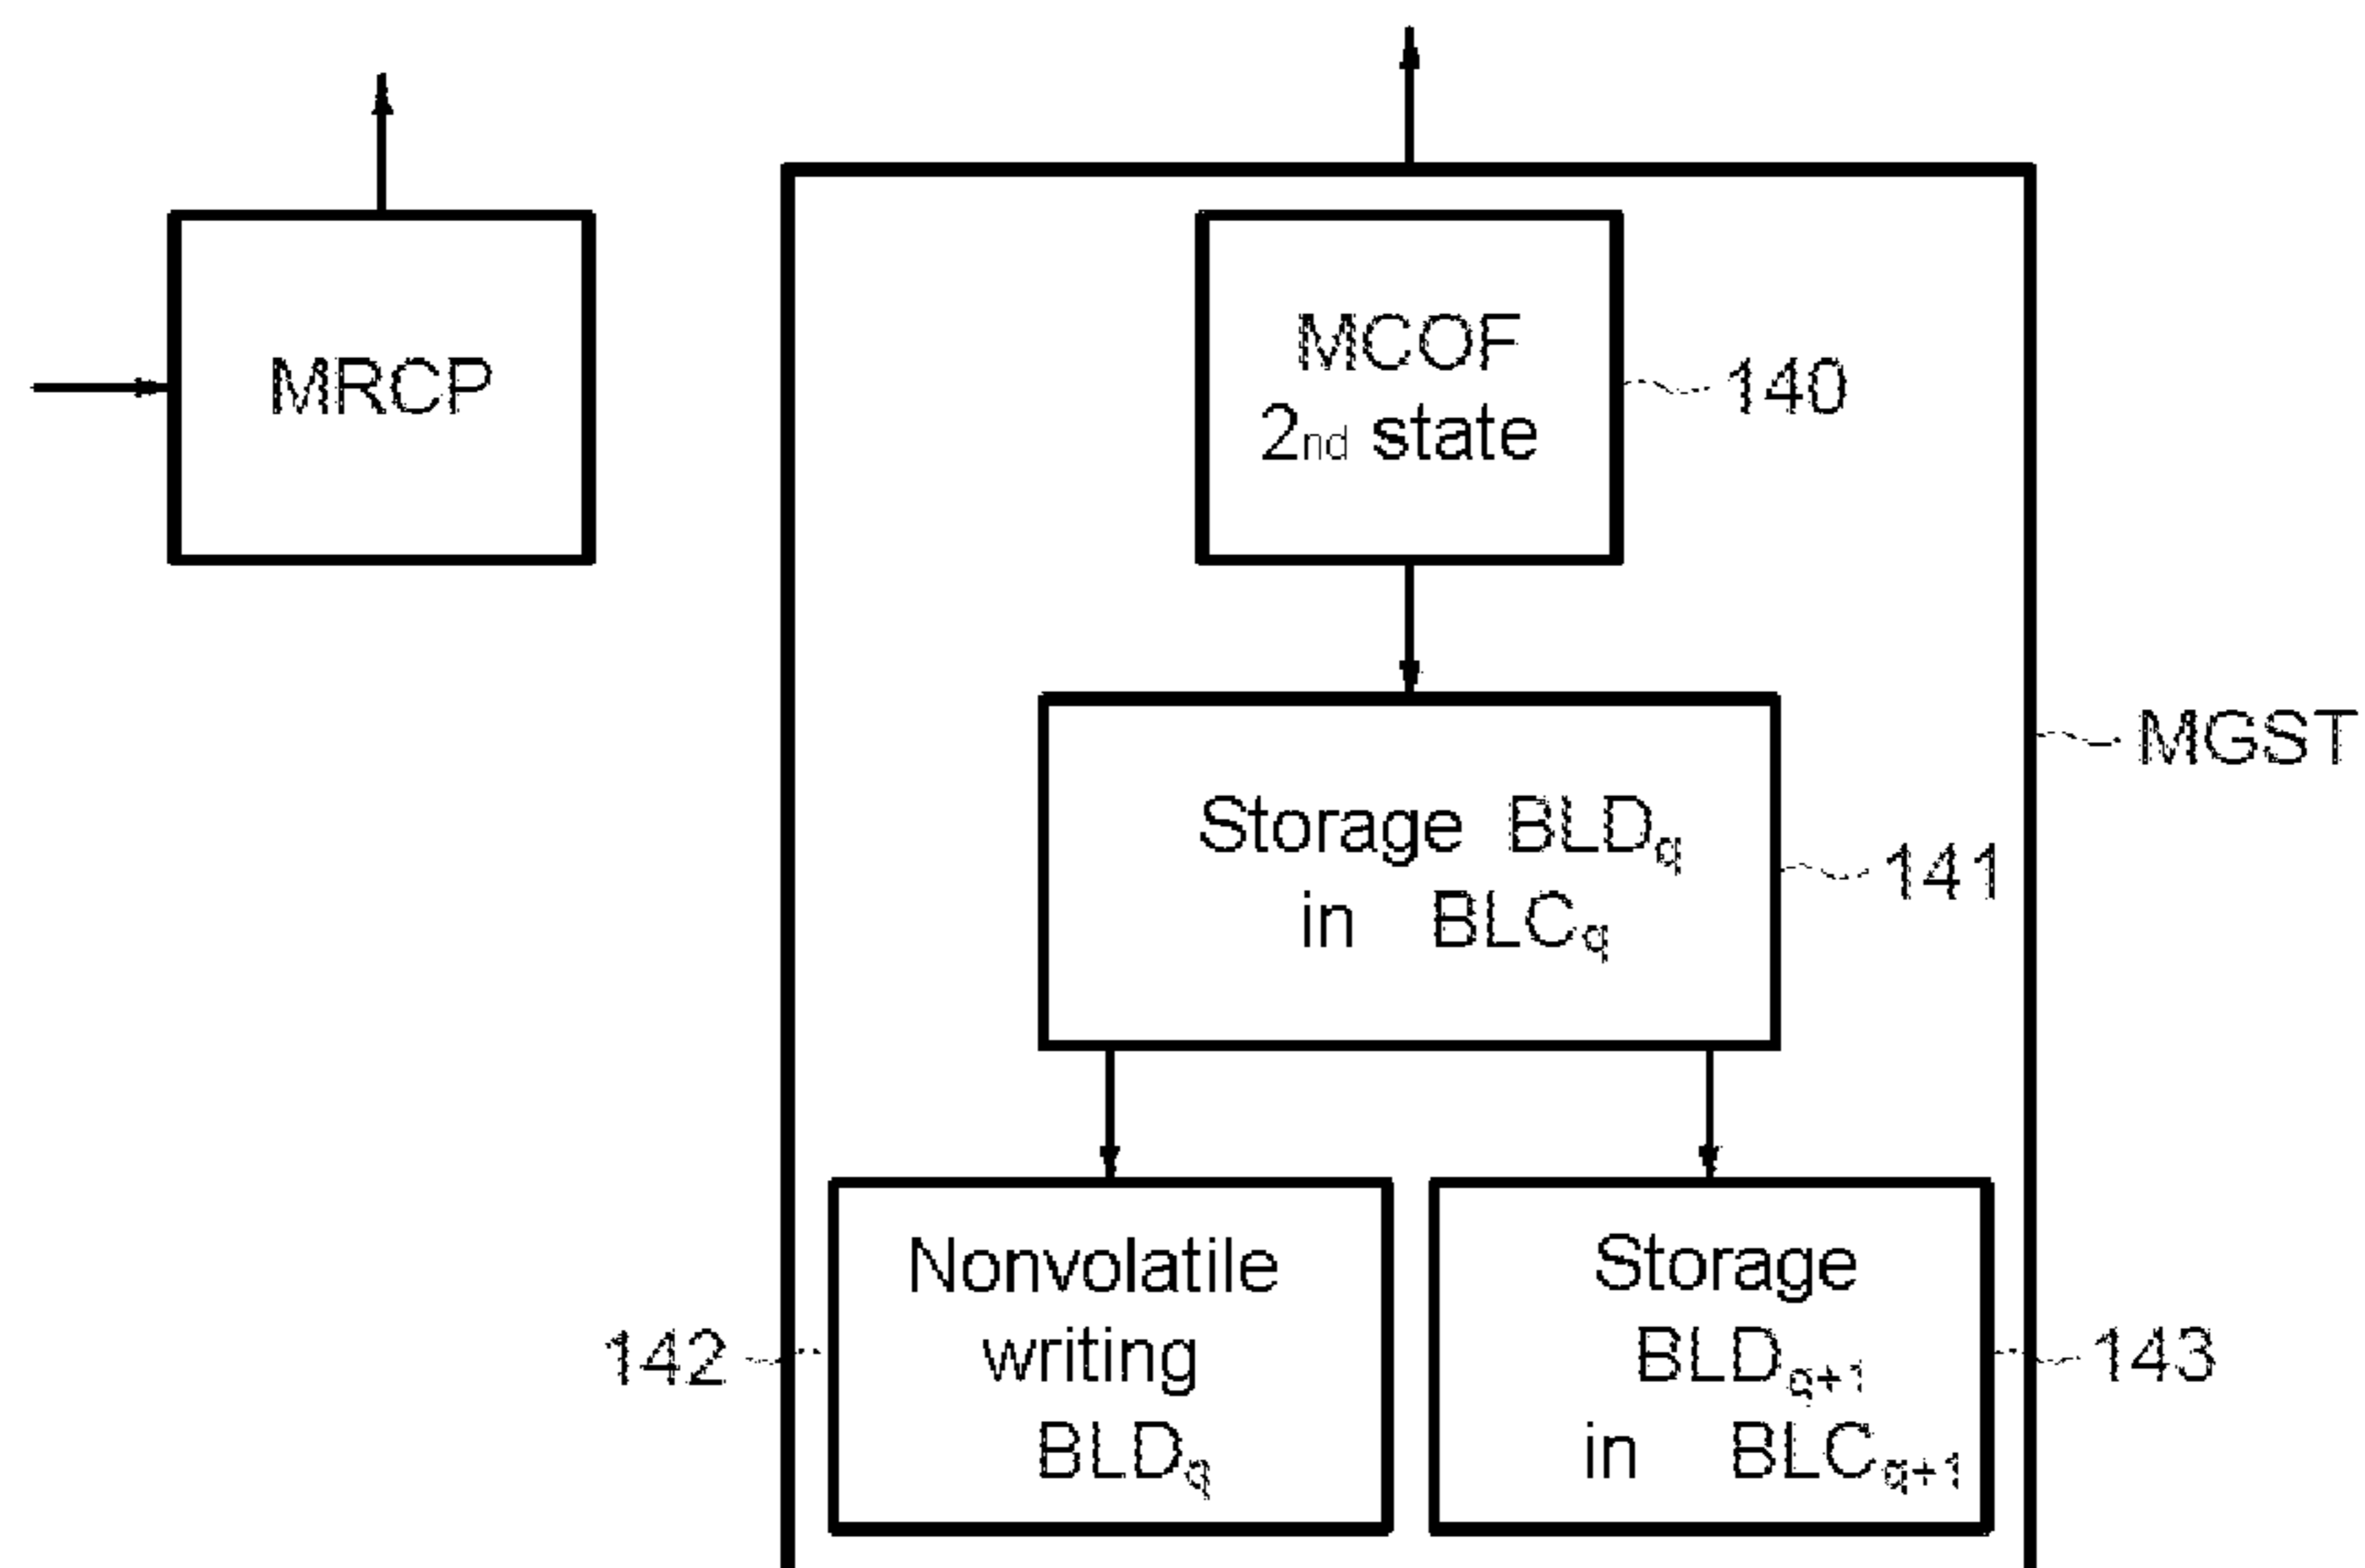 MRCP
MCOF
2nd state
140
MGST
Storage BLDq
in BLCq
141
Nonvolatile
writing
BLDq
142
Storage
BLDq+1
in BLCq+1
143